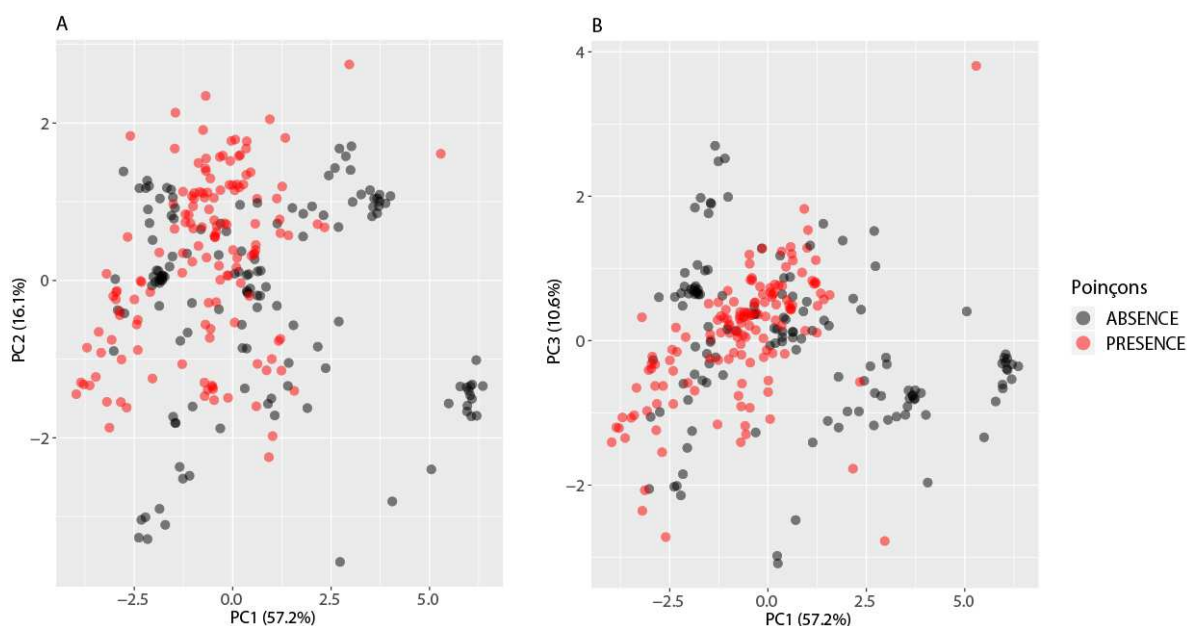 A
2
0
−2
PC2 (16.1%)
−2.5
0.0
2.5
5.0
PC1 (57.2%)
B
4
2
0
−2
PC3 (10.6%)
−2.5
0.0
2.5
5.0
PC1 (57.2%)
Poinçons
ABSENCE
PRESENCE